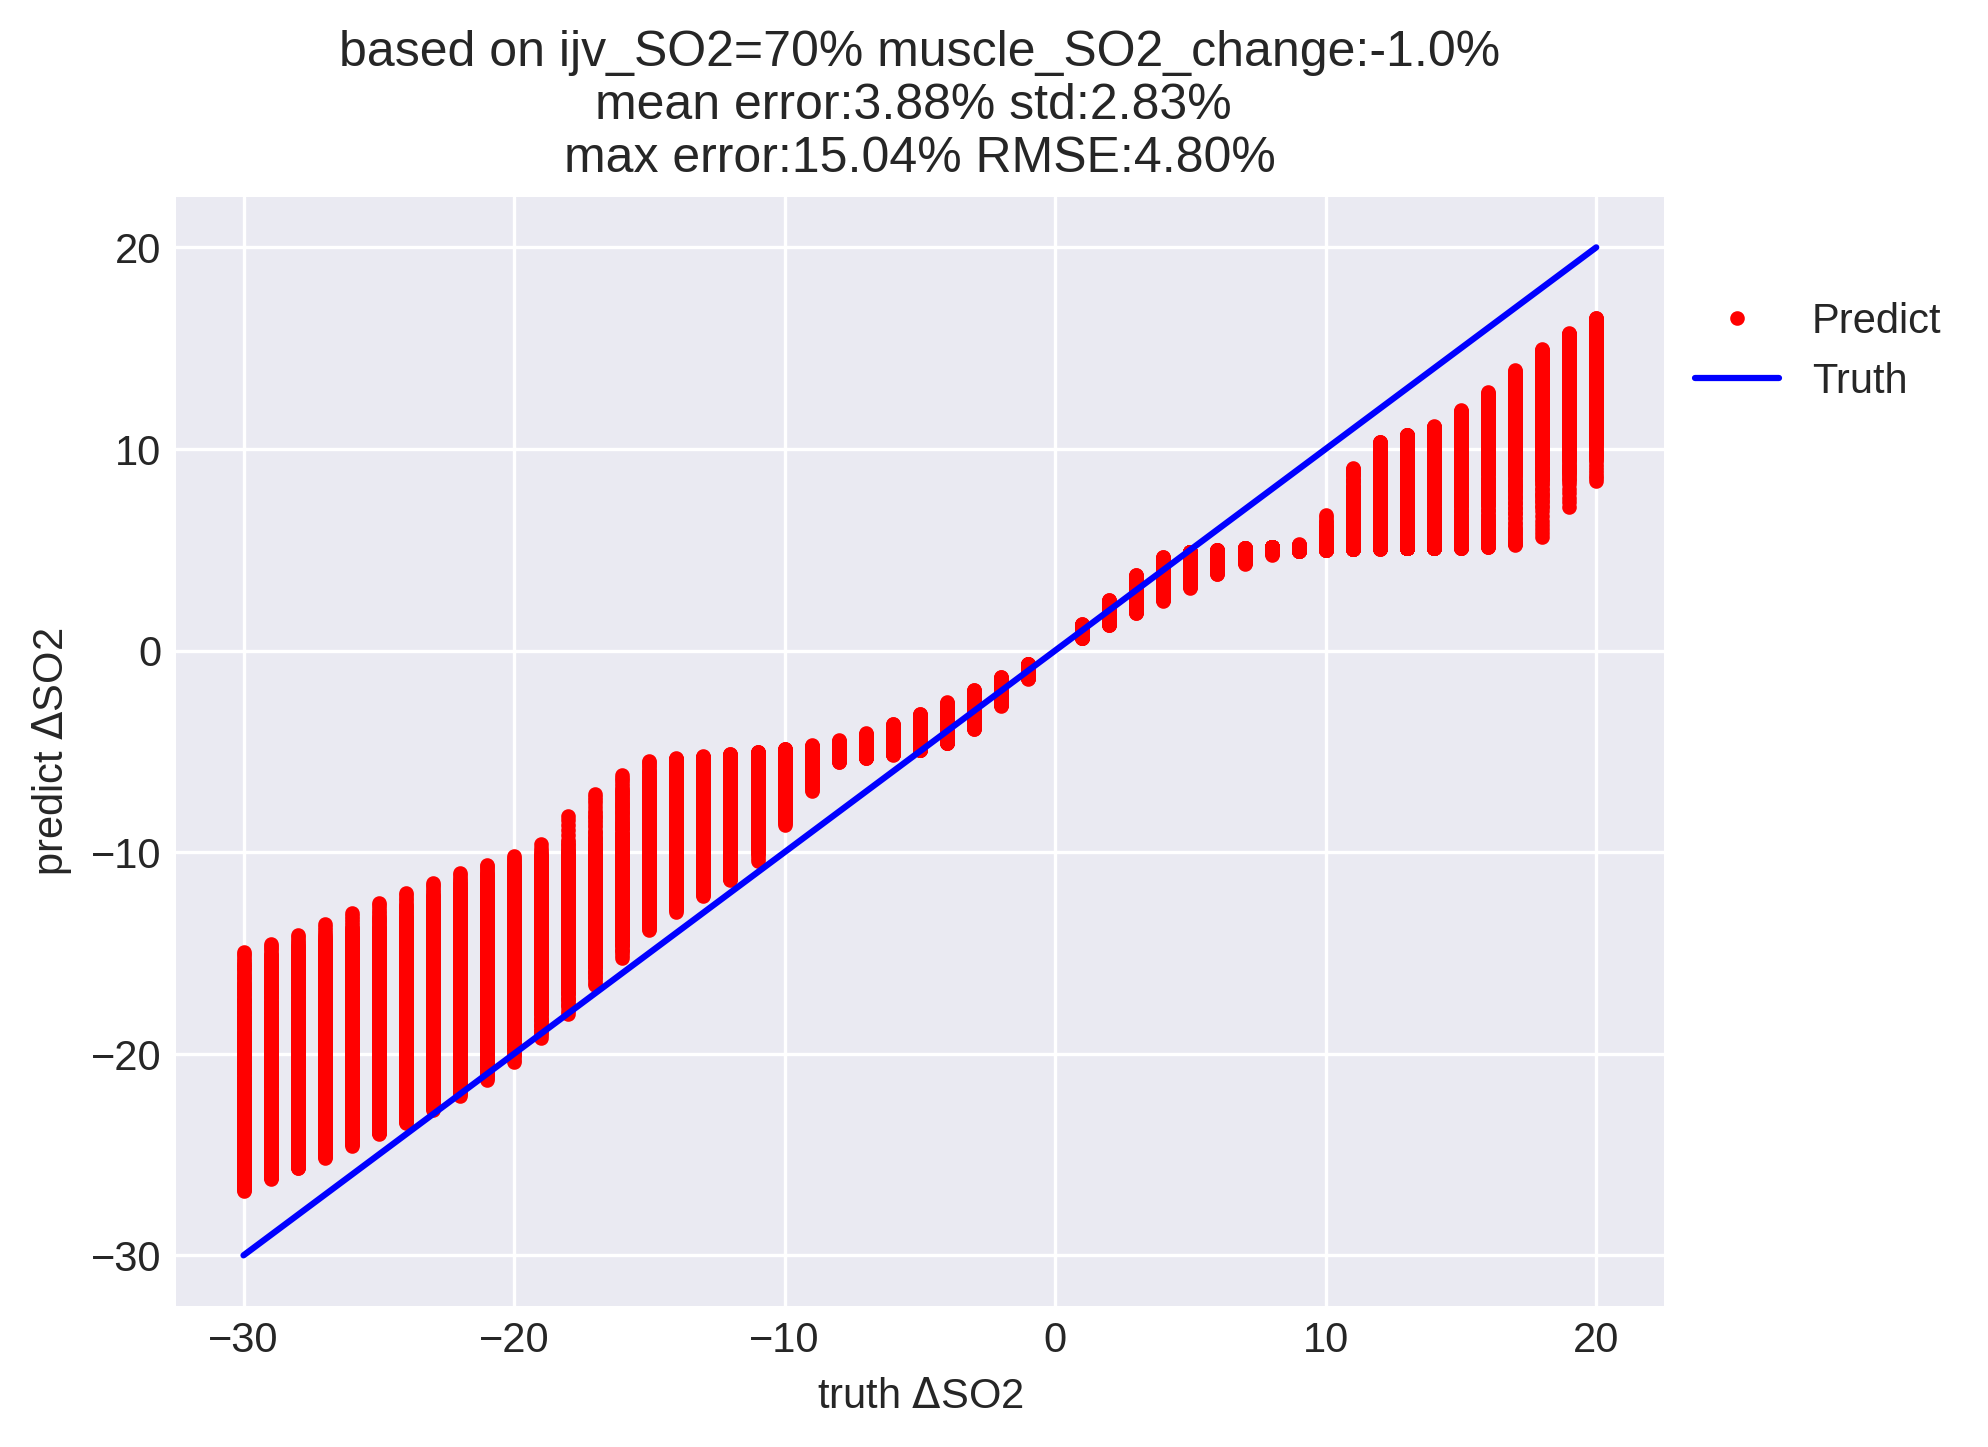 based on ijv_SO2=70% muscle_SO2_change:-1.0%
mean error:3.88% std:2.83%
max error:15.04% RMSE:4.80%
20
10
0
−10
−20
−30
predict ΔSO2
−30
−20
−10
0
10
20
truth ΔSO2
Predict
Truth